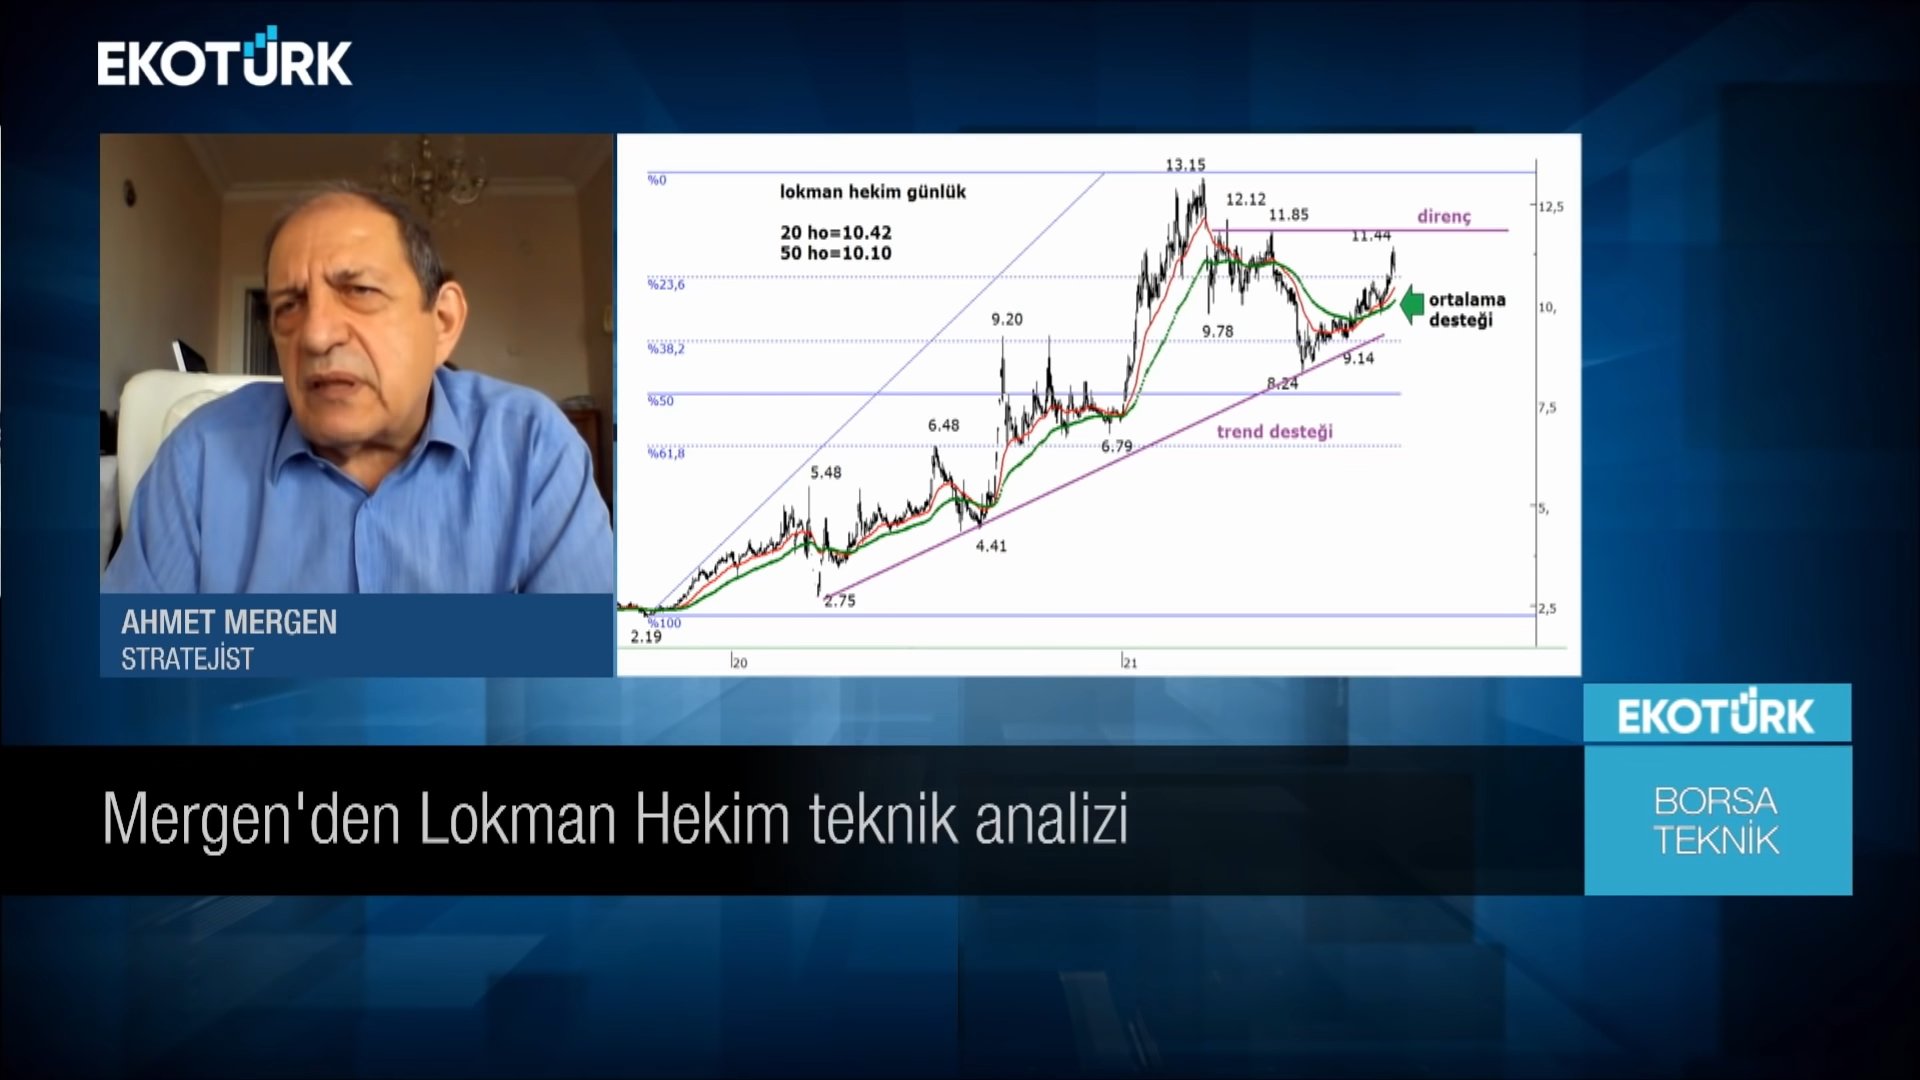 EKOTÜRK
%0
lokman hekim günlük
20 ho=10.42
50 ho=10.10
13.15
12.12
11.85
direnç
11.44
12,5
%23,6
ortalama
desteği
10,
9.20
9.78
%38,2
9.14
8.24
%50
7,5
6.48
trend desteği
6.79
%61,8
5.48
5,
4.41
2.75
2,5
%100
2.19
20
21
AHMET MERGEN
STRATEJİST
EKOTÜRK
Mergen'den Lokman Hekim teknik analizi
BORSA
TEKNİK